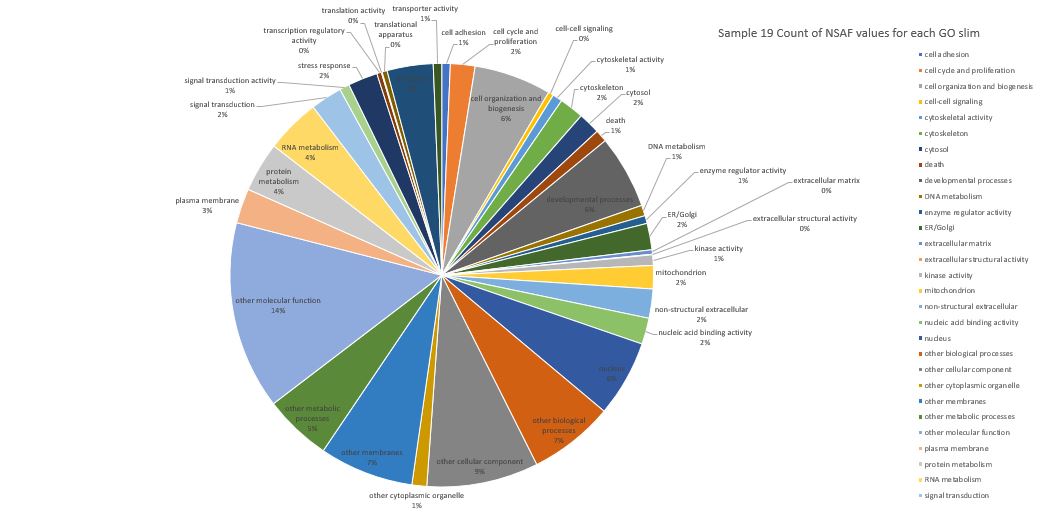 Sample 19 Count of NSAF values for each GO slim
translation activity
0%
transporter activity
1%
transcription regulatory
activity
0%
translational
apparatus
0%
stress response
2%
signal transduction activity
1%
signal transduction
2%
RNA metabolism
4%
protein
metabolism
4%
plasma membrane
3%
other molecular function
14%
other metabolic
processes
5%
other membranes
7%
other cytoplasmic organelle
1%
other cellular component
9%
other biological
processes
7%
nucleus
6%
nucleic acid binding activity
2%
non-structural extracellular
2%
mitochondrion
2%
kinase activity
1%
extracellular structural activity
0%
extracellular matrix
0%
ER/Golgi
2%
enzyme regulator activity
1%
DNA metabolism
1%
developmental processes
6%
death
1%
cytosol
2%
cytoskeleton
2%
cytoskeletal activity
1%
cell-cell signaling
0%
cell organization and
biogenesis
6%
cell cycle and
proliferation
2%
cell adhesion
1%
cell adhesion
cell cycle and proliferation
cell organization and biogenesis
cell-cell signaling
cytoskeletal activity
cytoskeleton
cytosol
death
developmental processes
DNA metabolism
enzyme regulator activity
ER/Golgi
extracellular matrix
extracellular structural activity
kinase activity
mitochondrion
non-structural extracellular
nucleic acid binding activity
nucleus
other biological processes
other cellular component
other cytoplasmic organelle
other membranes
other metabolic processes
other molecular function
plasma membrane
protein metabolism
RNA metabolism
signal transduction